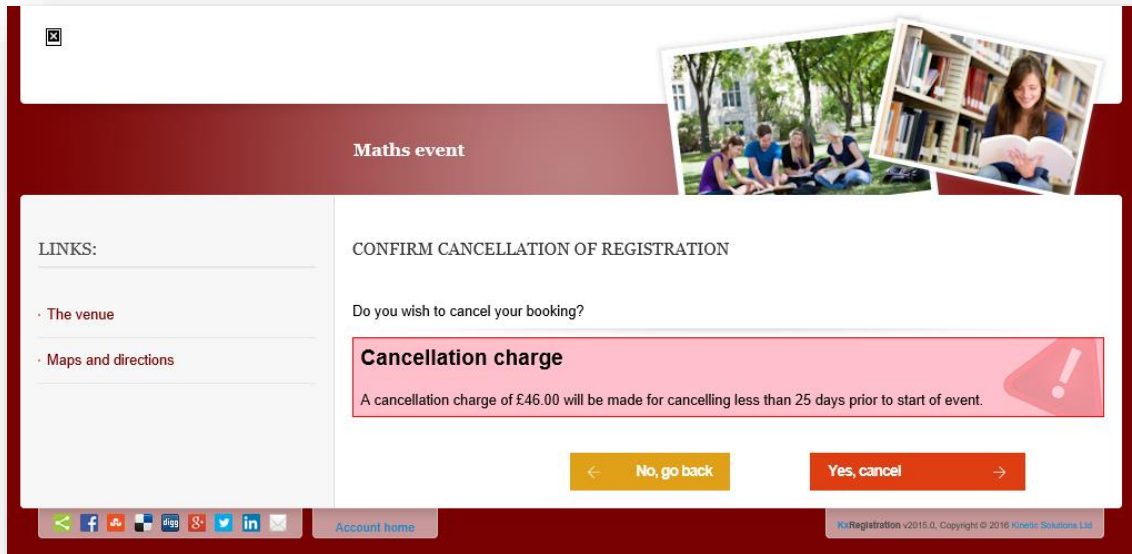 Maths event
LINKS:
· The venue
· Maps and directions
CONFIRM CANCELLATION OF REGISTRATION
Do you wish to cancel your booking?
Cancellation charge
A cancellation charge of £46.00 will be made for cancelling less than 25 days prior to start of event.
← No, go back
Yes, cancel →
digg
Account home
KxRegistration v2015.0, Copyright © 2016 Kinetic Solutions Ltd